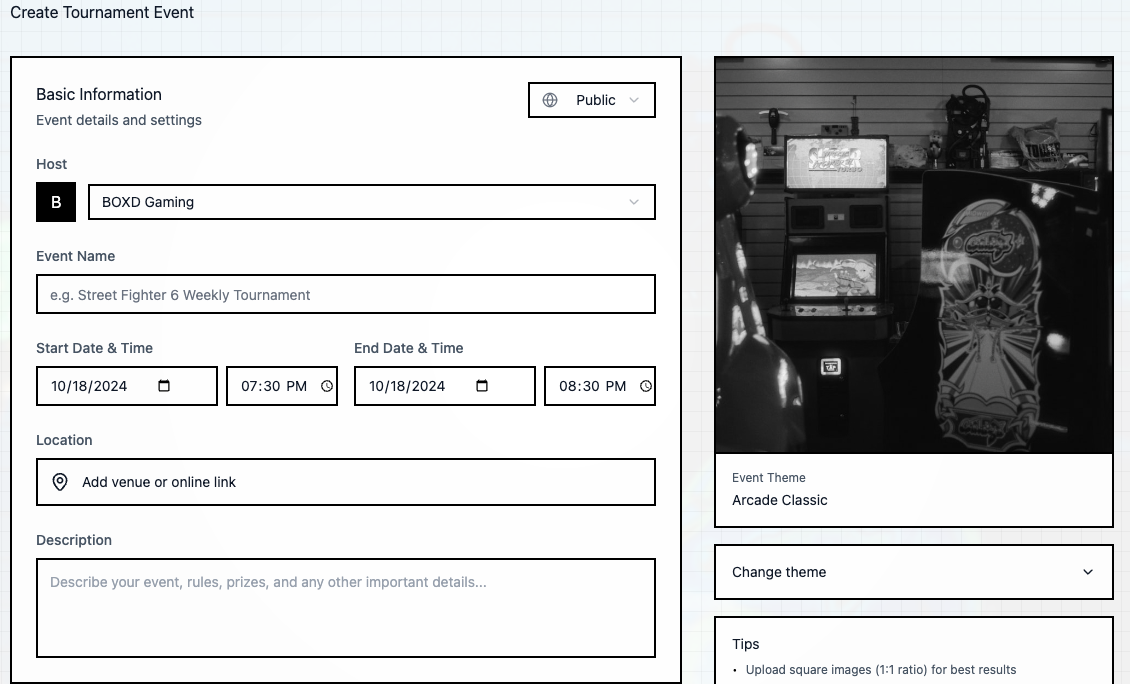 Create Tournament Event
Basic Information
Public
Event details and settings
Host
B
BOXD Gaming
Event Name
e.g. Street Fighter 6 Weekly Tournament
Start Date & Time
End Date & Time
10/18/2024
07:30 PM
10/18/2024
08:30 PM
Location
Add venue or online link
Description
Describe your event, rules, prizes, and any other important details...
Event Theme
Arcade Classic
Change theme
Tips
• Upload square images (1:1 ratio) for best results